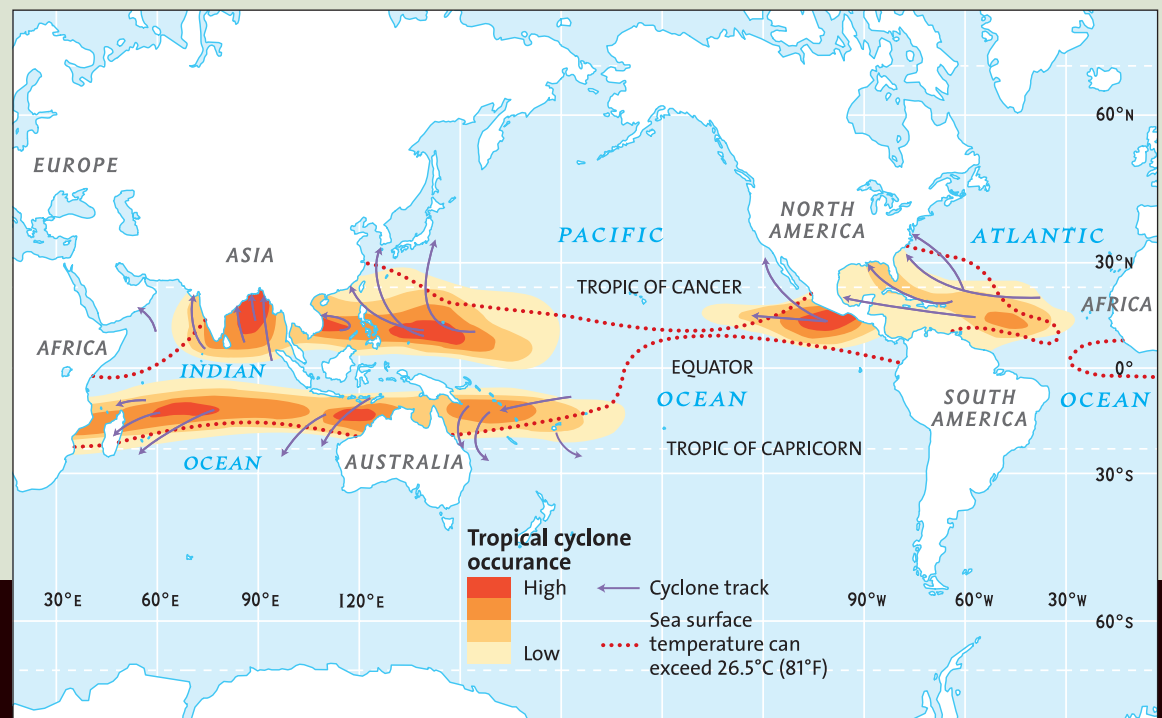 60°N
EUROPE
NORTH
AMERICA
PACIFIC
ATLANTIC
ASIA
30°N
TROPIC OF CANCER
AFRICA
AFRICA
INDIAN
EQUATOR
0°
OCEAN
SOUTH
AMERICA
OCEAN
TROPIC OF CAPRICORN
OCEAN
AUSTRALIA
30°S
Tropical cyclone
occurance
High
Cyclone track
Low
Sea surface
temperature can
exceed 26.5°C (81°F)
30°E
60°E
90°E
120°E
90°W
60°W
30°W
60°S